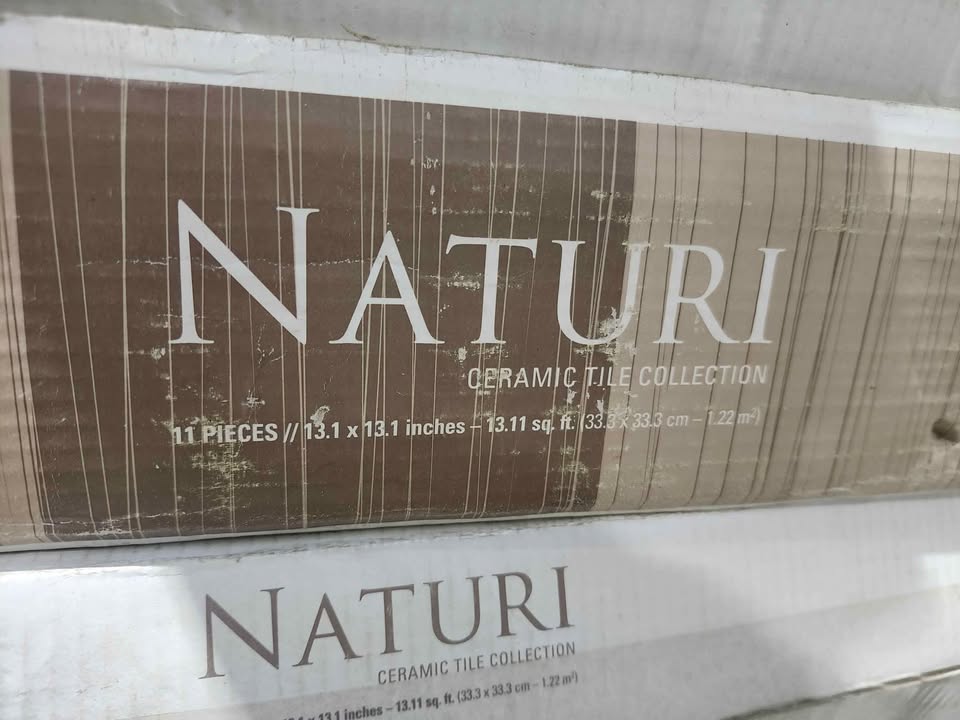 NATURI
CERAMIC TILE COLLECTION
11 PIECES // 13.1 x 13.1 inches – 13.11 sq. ft. (33.3 x 33.3 cm – 1.22 m²)
NATURI
CERAMIC TILE COLLECTION
x 13.1 inches – 13.11 sq. ft. (33.3 x 33.3 cm – 1.22 m²)